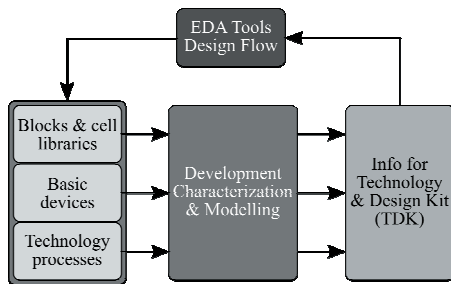 EDA Tools
Design Flow
Blocks & cell
libraries
Basic
devices
Technology
processes
Development
Characterization
& Modelling
Info for
Technology
& Design Kit
(TDK)